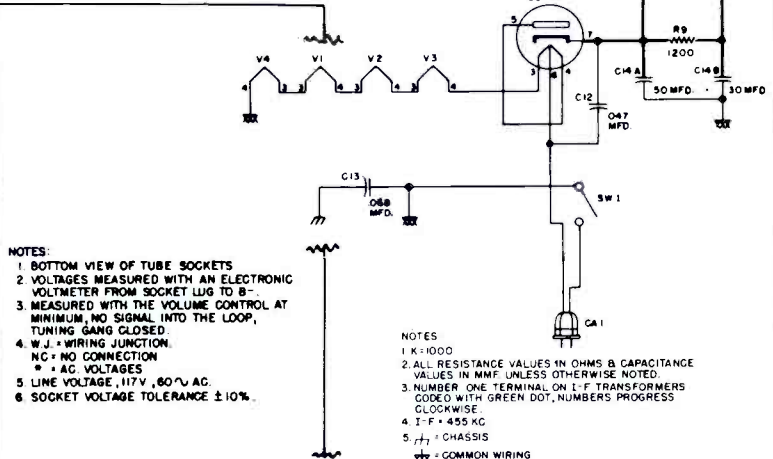 5
7
3
4
4
R9
1200
C14A
50 MFD.
C14B
30 MFD
C12
.047
MFD.
V4
V1
V2
V3
4
3
3
4
3
4
3
4
C13
.068
MFD.
SW 1
CA 1
NOTES:
1. BOTTOM VIEW OF TUBE SOCKETS
2. VOLTAGES MEASURED WITH AN ELECTRONIC
VOLTMETER FROM SOCKET LUG TO B-.
3. MEASURED WITH THE VOLUME CONTROL AT
MINIMUM, NO SIGNAL INTO THE LOOP,
TUNING GANG CLOSED.
4. W.J. = WIRING JUNCTION.
NC = NO CONNECTION
* = AC. VOLTAGES
5. LINE VOLTAGE, 117V, 60∿ AC.
6. SOCKET VOLTAGE TOLERANCE ±10%.
NOTES
1 K = 1000
2. ALL RESISTANCE VALUES IN OHMS & CAPACITANCE
VALUES IN MMF. UNLESS OTHERWISE NOTED.
3. NUMBER ONE TERMINAL ON I-F TRANSFORMERS
CODED WITH GREEN DOT, NUMBERS PROGRESS
CLOCKWISE.
4. I-F = 455 KC
5. = CHASSIS
= COMMON WIRING